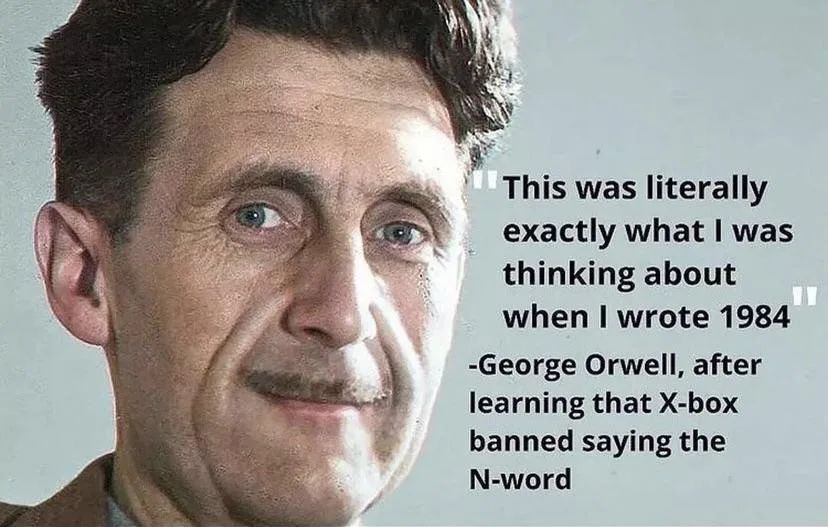 "This was literally
exactly what I was
thinking about
when I wrote 1984"
-George Orwell, after
learning that X-box
banned saying the
N-word